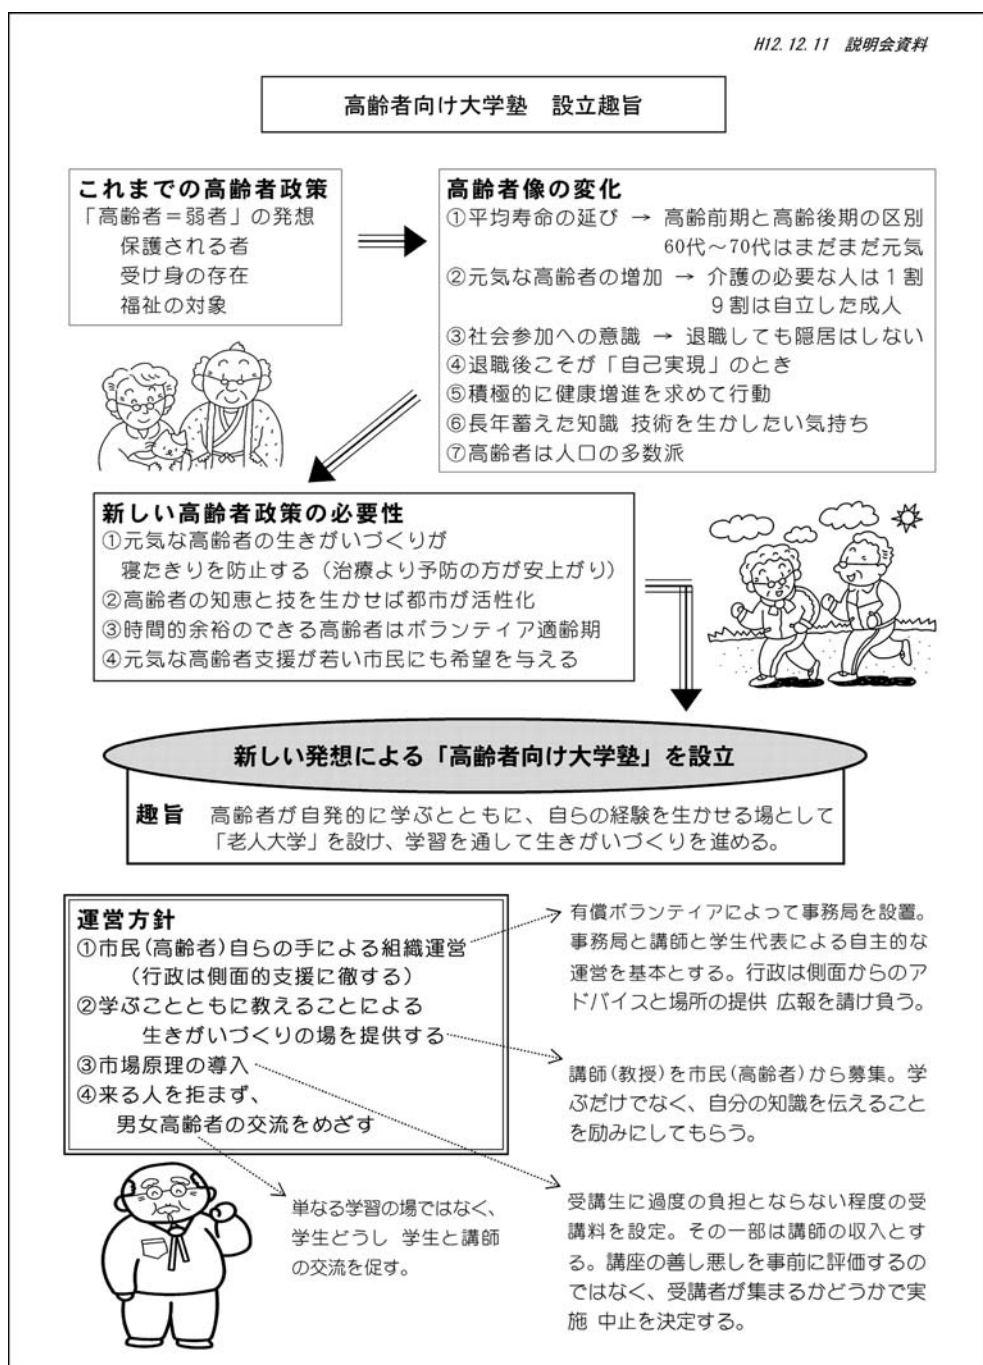 H12.12.11 説明会資料
高齢者向け大学塾 設立趣旨
これまでの高齢者政策
「高齢者＝弱者」の発想
保護される者
受け身の存在
福祉の対象
高齢者像の変化
①平均寿命の延び → 高齢前期と高齢後期の区別
60代～70代はまだまだ元気
②元気な高齢者の増加 → 介護の必要な人は１割
９割は自立した成人
③社会参加への意識 → 退職しても隠居はしない
④退職後こそが「自己実現」のとき
⑤積極的に健康増進を求めて行動
⑥長年蓄えた知識 技術を生かしたい気持ち
⑦高齢者は人口の多数派
新しい高齢者政策の必要性
①元気な高齢者の生きがいづくりが
寝たきりを防止する（治療より予防の方が安上がり）
②高齢者の知恵と技を生かせば都市が活性化
③時間的余裕のできる高齢者はボランティア適齢期
④元気な高齢者支援が若い市民にも希望を与える
新しい発想による「高齢者向け大学塾」を設立
趣旨 高齢者が自発的に学ぶとともに、自らの経験を生かせる場として
「老人大学」を設け、学習を通して生きがいづくりを進める。
運営方針
①市民(高齢者)自らの手による組織運営
（行政は側面的支援に徹する）
②学ぶことともに教えることによる
生きがいづくりの場を提供する
③市場原理の導入
④来る人を拒まず、
男女高齢者の交流をめざす
有償ボランティアによって事務局を設置。
事務局と講師と学生代表による自主的な
運営を基本とする。行政は側面からのア
ドバイスと場所の提供 広報を請け負う。
講師(教授)を市民(高齢者)から募集。学
ぶだけでなく、自分の知識を伝えること
を励みにしてもらう。
単なる学習の場ではなく、
学生どうし 学生と講師
の交流を促す。
受講生に過度の負担とならない程度の受
講料を設定。その一部は講師の収入とす
る。講座の善し悪しを事前に評価するの
ではなく、受講者が集まるかどうかで実
施 中止を決定する。